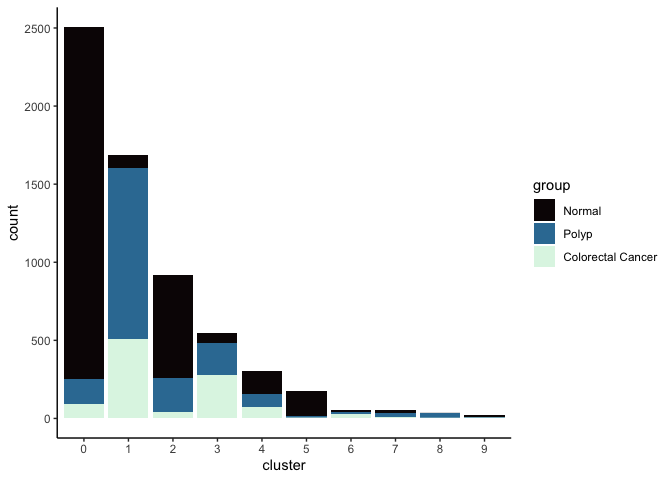 2500
2000
1500
1000
500
0
count
0 1 2 3 4 5 6 7 8 9
cluster
group
Normal
Polyp
Colorectal Cancer